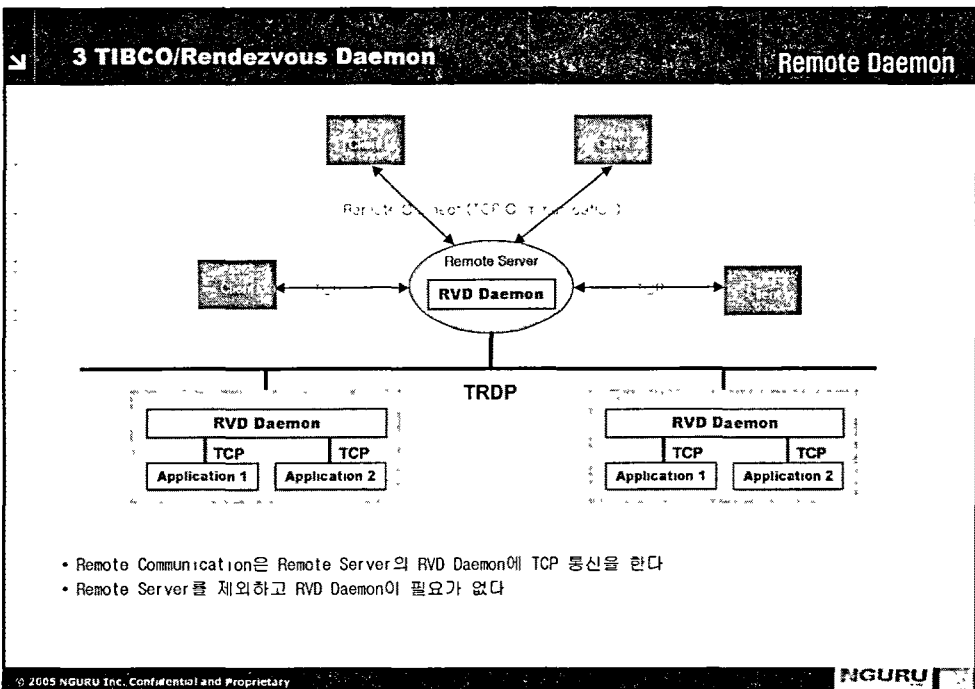 3 TIBCO/Rendezvous Daemon
Remote Daemon
Remote
Remote Server
RVD Daemon
TRDP
RVD Daemon
TCP
TCP
Application 1
Application 2
RVD Daemon
TCP
TCP
Application 1
Application 2
• Remote Communication은 Remote Server의 RVD Daemon에 TCP 통신을 한다
• Remote Server를 제외하고 RVD Daemon이 필요가 없다
© 2005 NGURU Inc. Confidential and Proprietary
NGURU